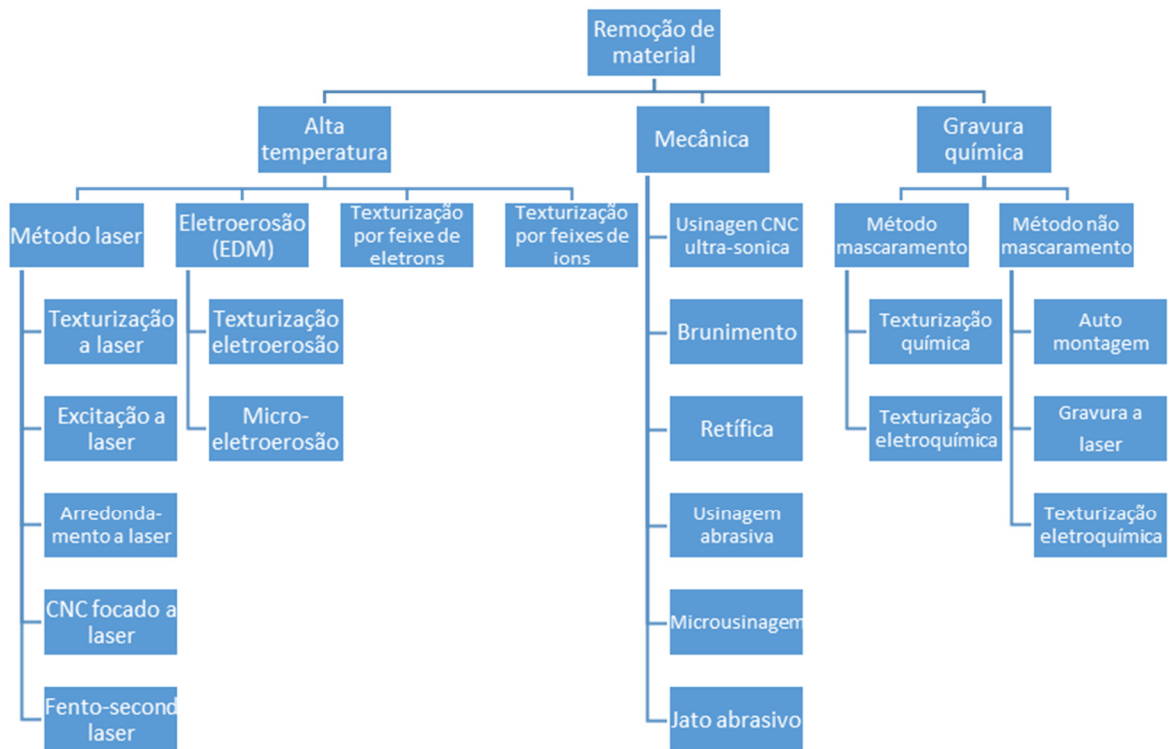 Remoção de
material
Alta
temperatura
Mecânica
Gravura
química
Método laser
Eletroerosão
(EDM)
Texturização
por feixe de
eletrons
Texturização
por feixes de
ions
Usinagen CNC
ultra-sonica
Método
mascaramento
Método não
mascaramento
Texturização
a laser
Texturização
eletroerosão
Brunimento
Texturização
química
Auto
montagem
Excitação a
laser
Micro-
eletroerosão
Retífica
Texturização
eletroquímica
Gravura a
laser
Arredonda-
mento a laser
Usinagem
abrasiva
Texturização
eletroquímica
CNC focado a
laser
Microusinagem
Fento-second
laser
Jato abrasivo